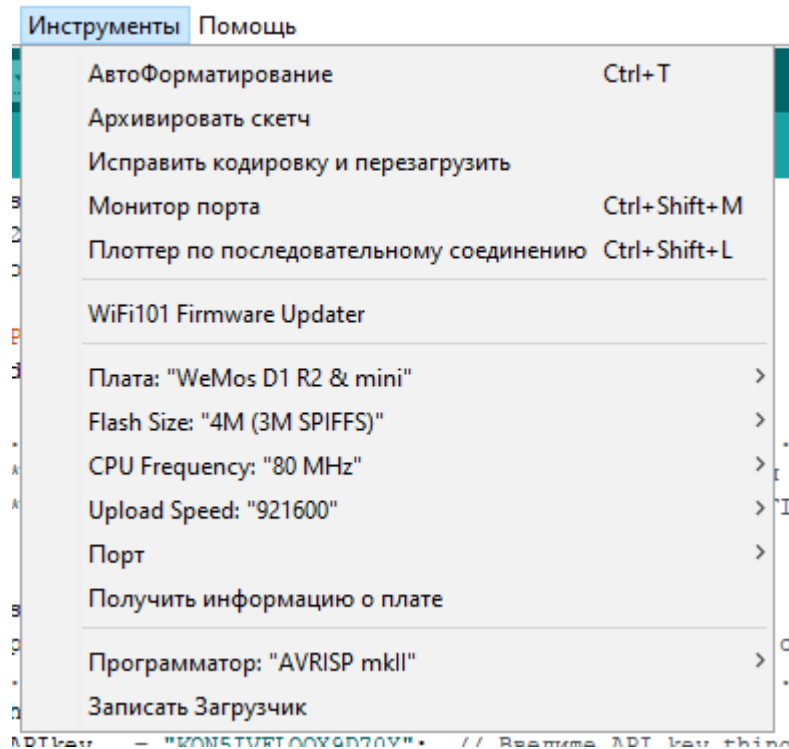 Инструменты Помощь
АвтоФорматирование Ctrl+T
Архивировать скетч
Исправить кодировку и перезагрузить
Монитор порта Ctrl+Shift+M
Плоттер по последовательному соединению Ctrl+Shift+L
WiFi101 Firmware Updater
Плата: "WeMos D1 R2 & mini"
Flash Size: "4M (3M SPIFFS)"
CPU Frequency: "80 MHz"
Upload Speed: "921600"
Порт
Получить информацию о плате
Программатор: "AVRISP mkII"
Записать Загрузчик